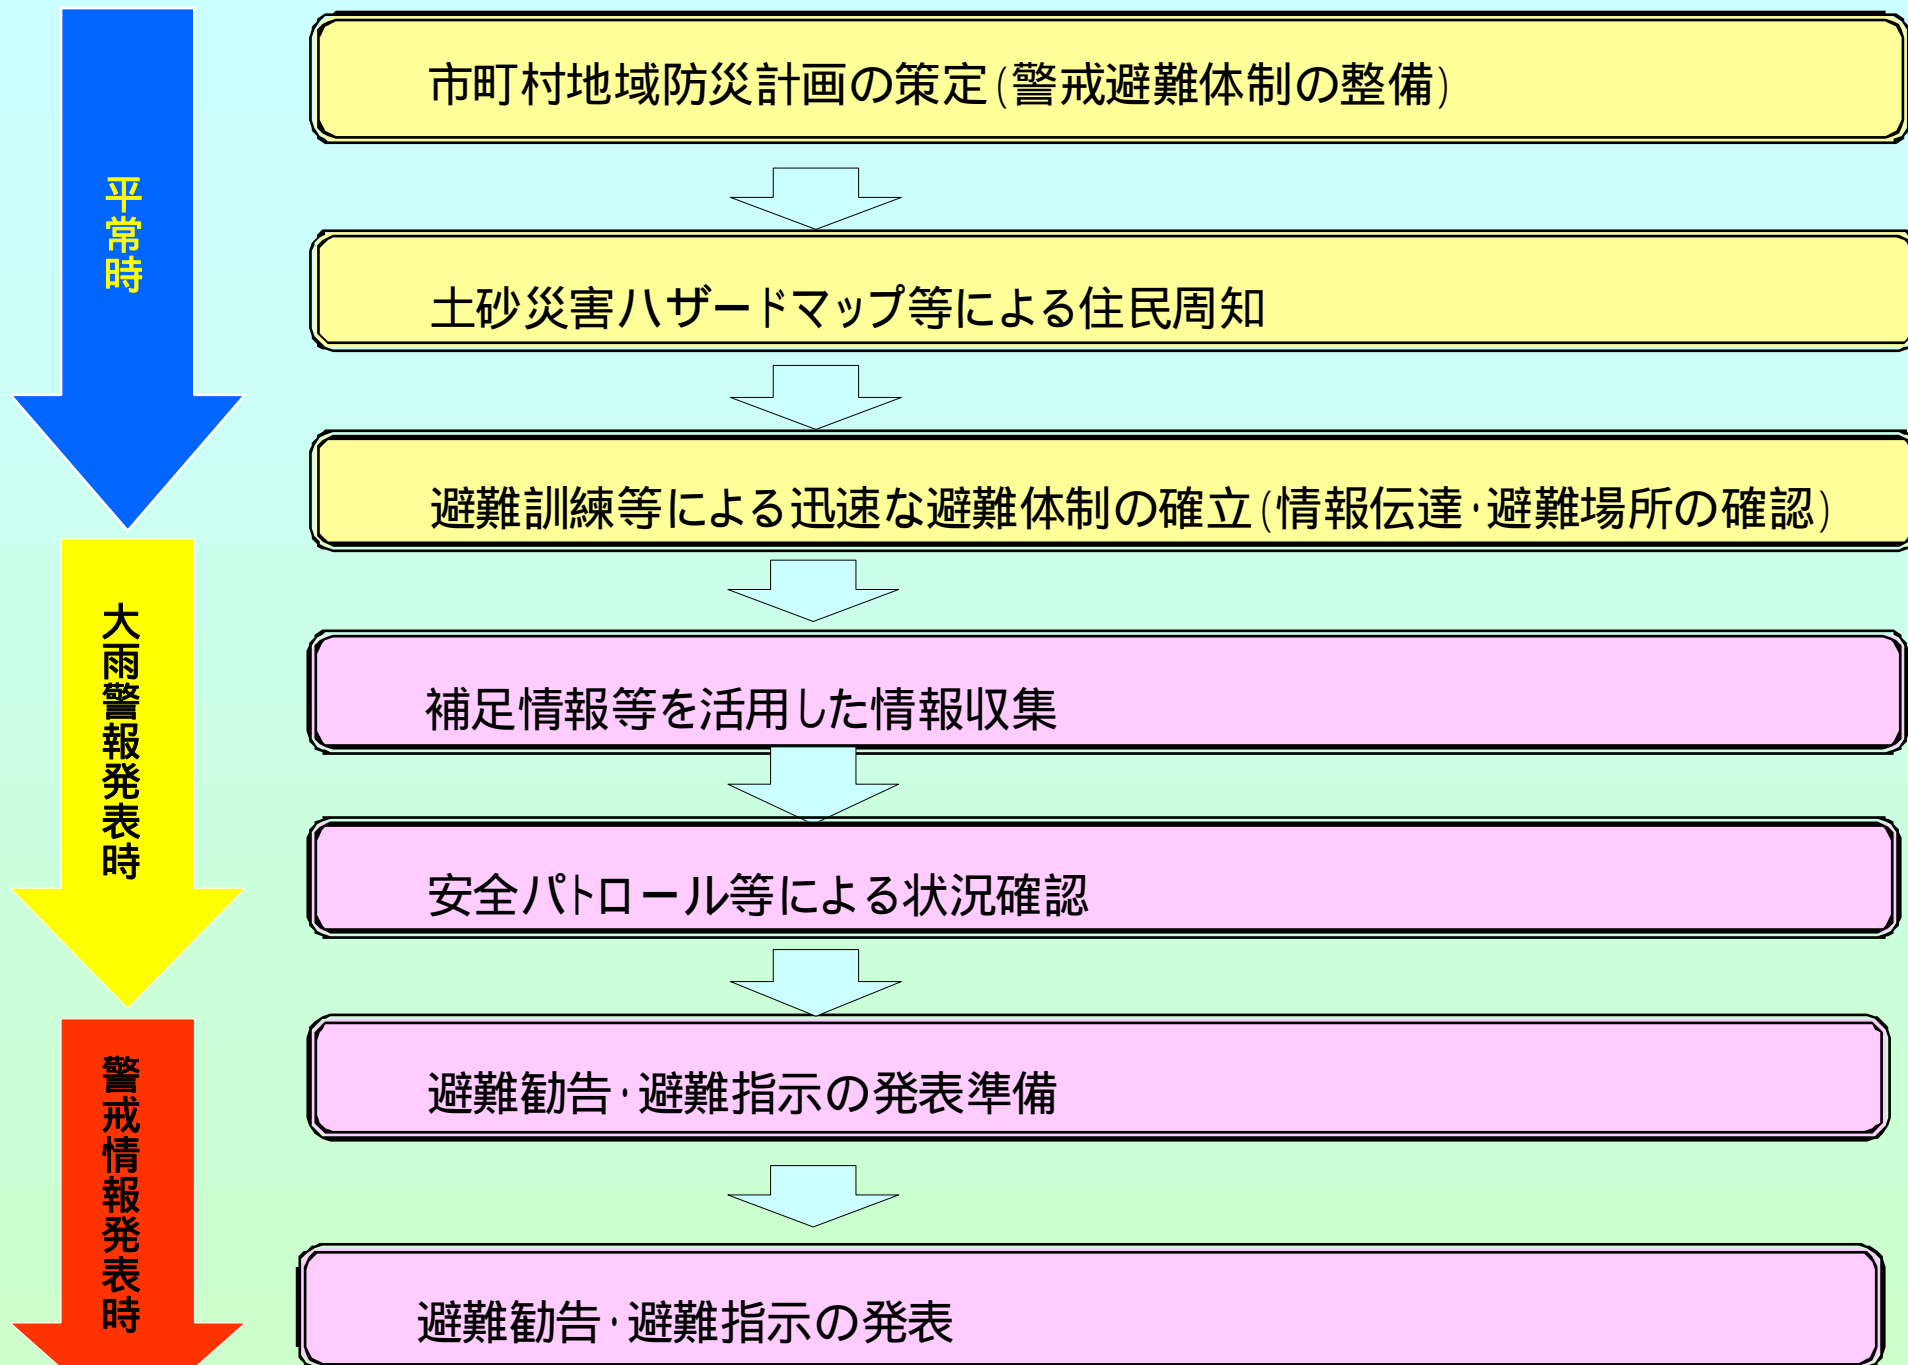 平常時
市町村地域防災計画の策定(警戒避難体制の整備)
土砂災害ハザードマップ等による住民周知
避難訓練等による迅速な避難体制の確立(情報伝達・避難場所の確認)
大雨警報発表時
補足情報等を活用した情報収集
安全パトロール等による状況確認
警戒情報発表時
避難勧告・避難指示の発表準備
避難勧告・避難指示の発表